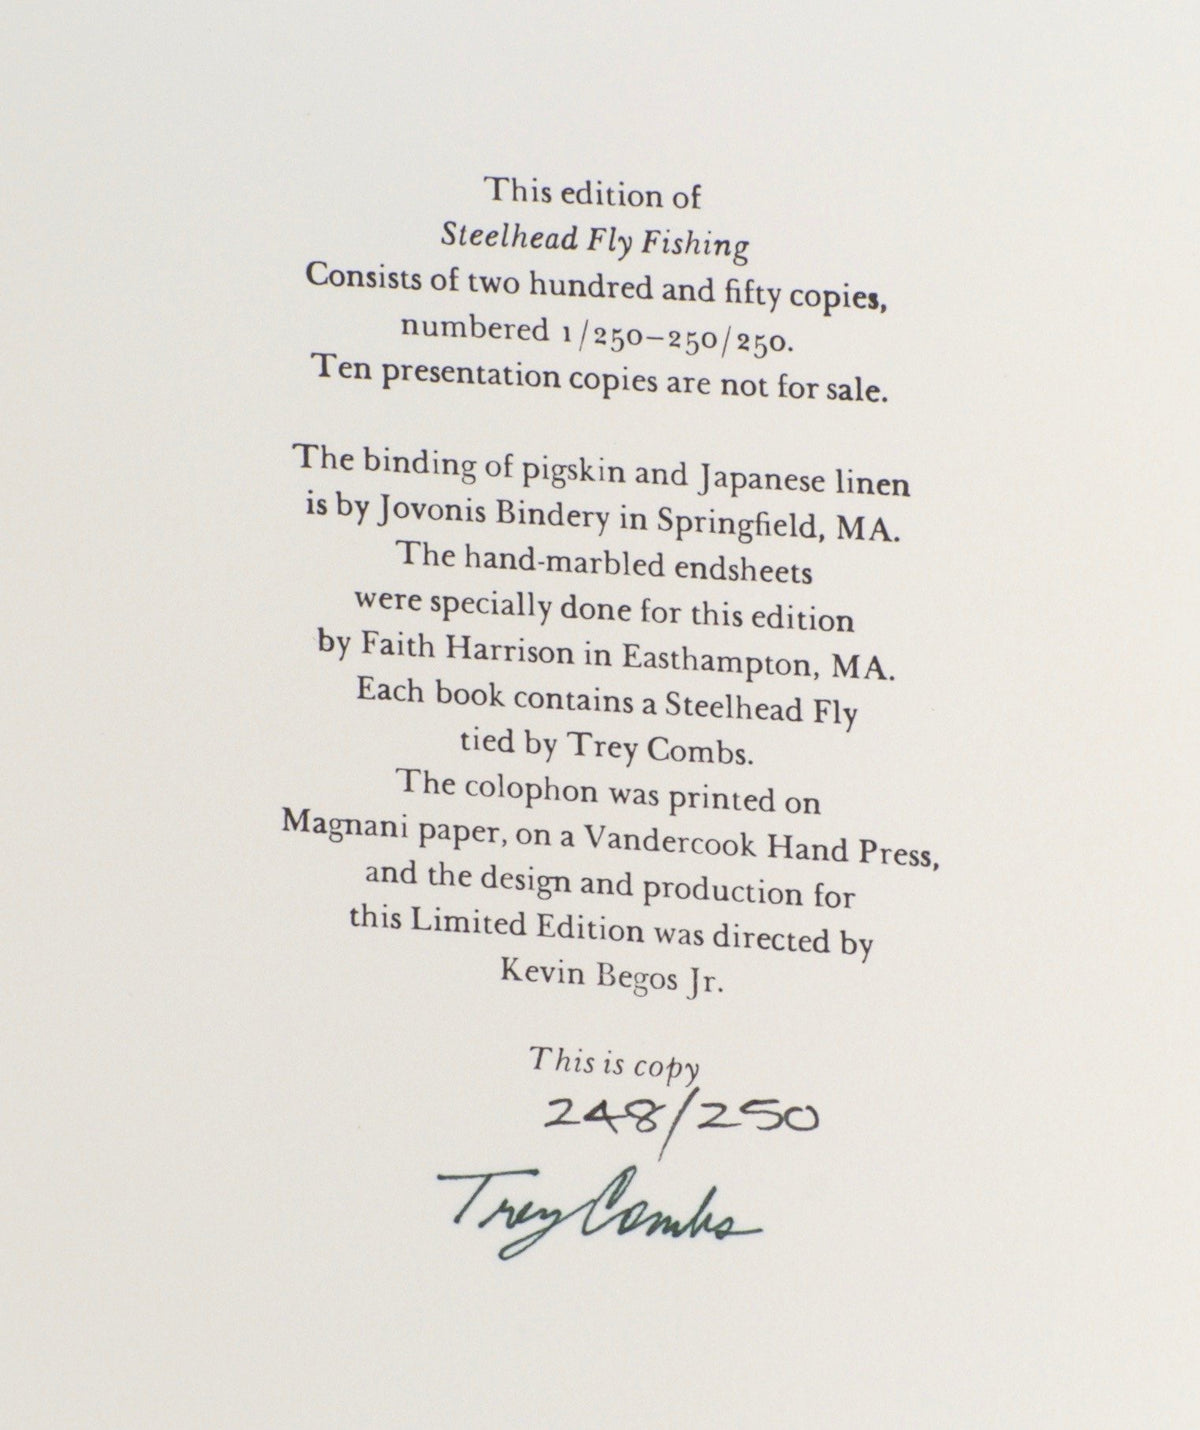 This edition of
Steelhead Fly Fishing
Consists of two hundred and fifty copies,
numbered 1/250–250/250.
Ten presentation copies are not for sale.
The binding of pigskin and Japanese linen
is by Jovonis Bindery in Springfield, MA.
The hand-marbled endsheets
were specially done for this edition
by Faith Harrison in Easthampton, MA.
Each book contains a Steelhead Fly
tied by Trey Combs.
The colophon was printed on
Magnani paper, on a Vandercook Hand Press,
and the design and production for
this Limited Edition was directed by
Kevin Begos Jr.
This is copy
248/250
Trey Combs